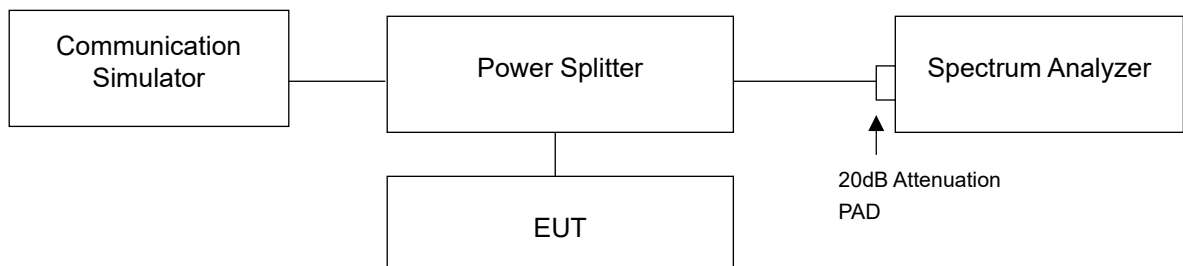 Communication
Simulator
Power Splitter
Spectrum Analyzer
20dB Attenuation
PAD
EUT